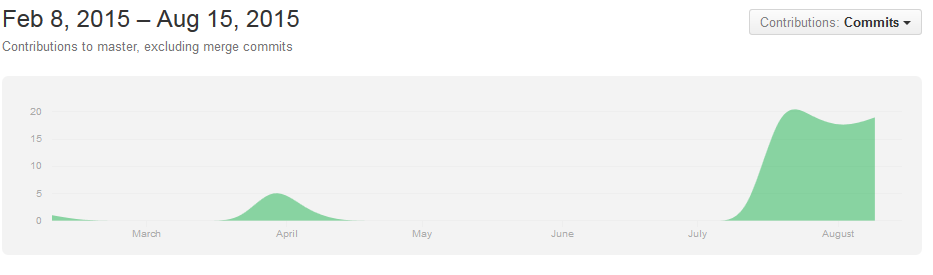 Feb 8, 2015 – Aug 15, 2015
Contributions: Commits
Contributions to master, excluding merge commits
20
15
10
5
0
March April May June July August